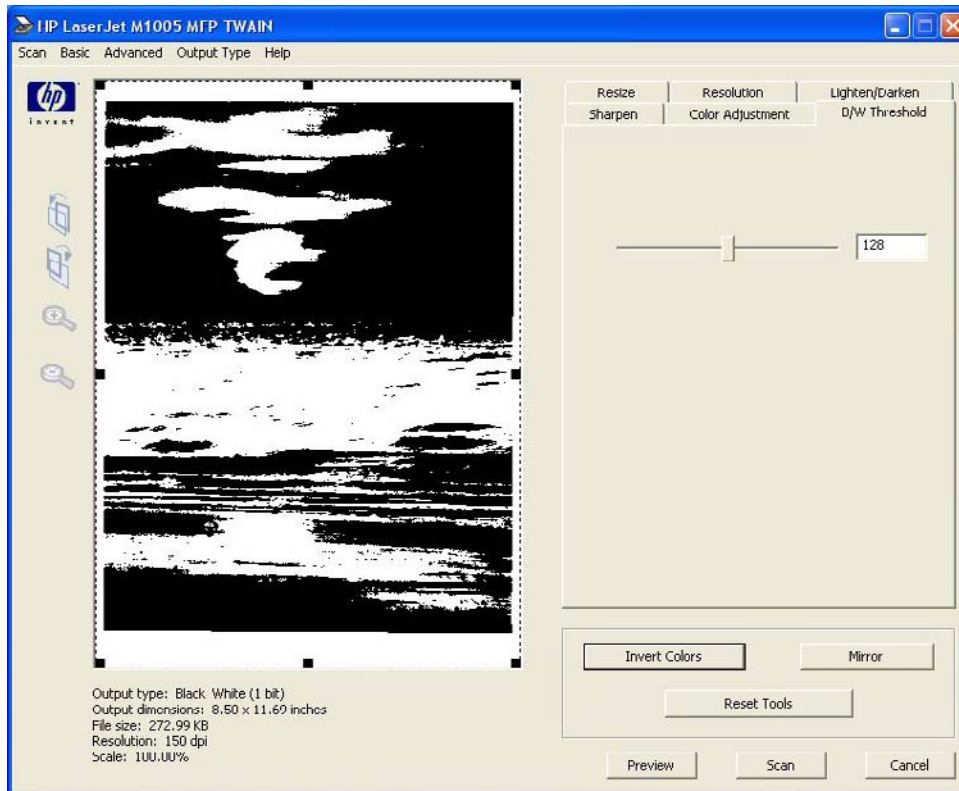 HP LaserJet M1005 MFP TWAIN
Scan Basic Advanced Output Type Help
hp
invent
Resize Resolution Lighten/Darken
Sharpen Color Adjustment D/W Threshold
128
Invert Colors Mirror
Reset Tools
Output type: Black White (1 bit)
Output dimensions: 8.50 x 11.69 inches
File size: 272.99 KB
Resolution: 150 dpi
Scale: 100.00%
Preview Scan Cancel